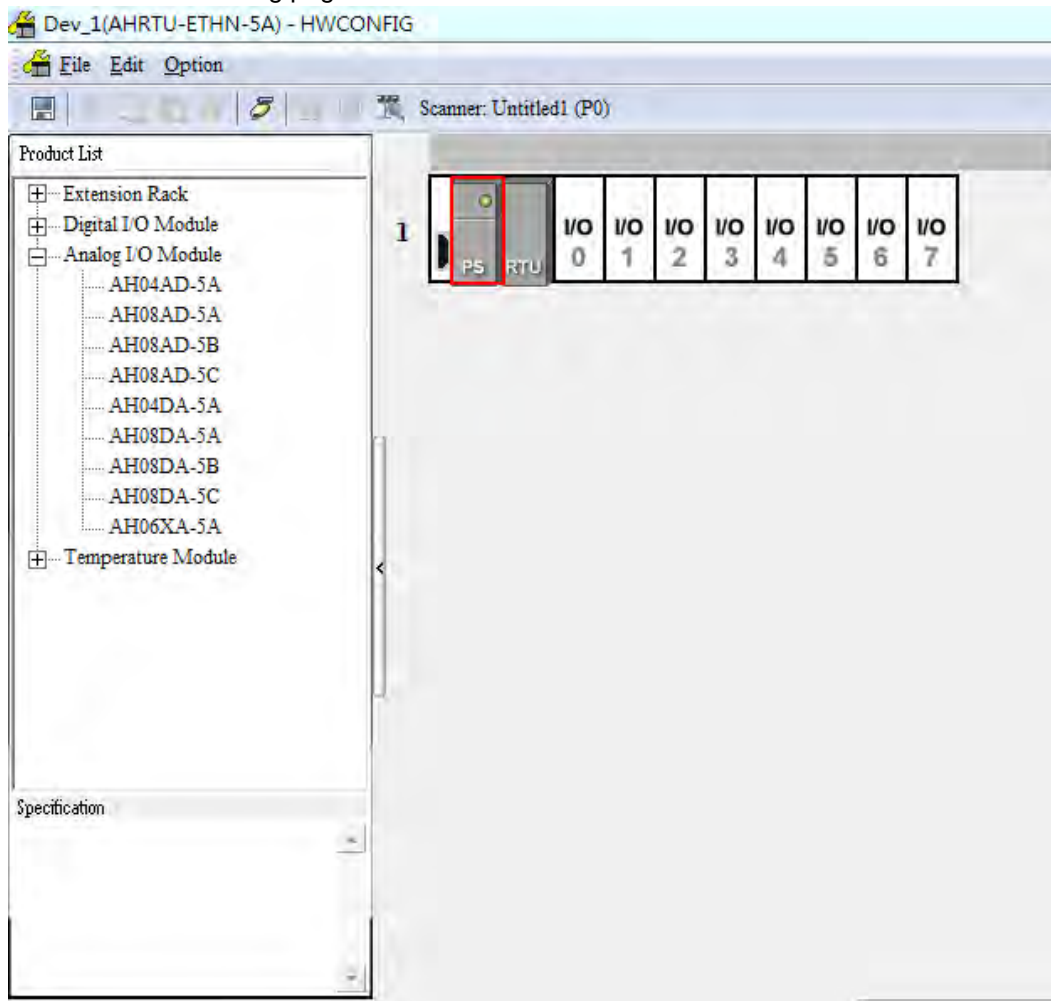 Dev_1(AHRTU-ETHN-5A) - HWCONFIG
File Edit Option
Scanner: Untitled1 (P0)
Product List
Extension Rack
Digital I/O Module
Analog I/O Module
AH04AD-5A
AH08AD-5A
AH08AD-5B
AH08AD-5C
AH04DA-5A
AH08DA-5A
AH08DA-5B
AH08DA-5C
AH06XA-5A
Temperature Module
Specification
1
PS RTU
I/O I/O I/O I/O I/O I/O I/O I/O
0 1 2 3 4 5 6 7